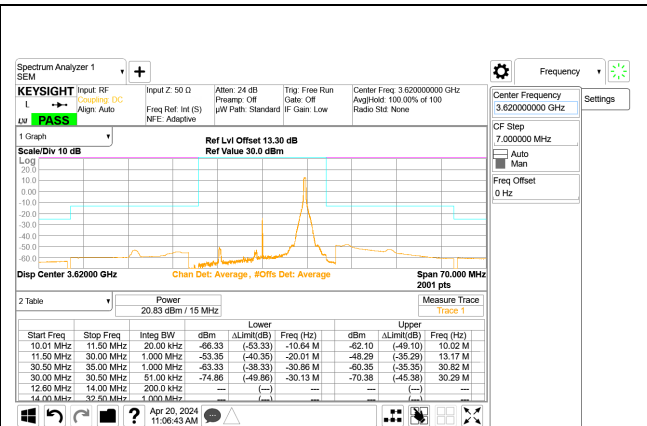 Spectrum Analyzer 1
SEM
Frequency
KEYSIGHT Input: RF Input Z: 50 Ω Atten: 24 dB Trig: Free Run Center Freq: 3.620000000 GHz
Coupling: DC Preamp: Off Gate: Off Avg|Hold: 100.00% of 100
Align: Auto Freq Ref: Int (S) µW Path: Standard IF Gain: Low Radio Std: None
NFE: Adaptive
L
LXI PASS
Center Frequency
3.620000000 GHz
Settings
CF Step
7.000000 MHz
Auto
Man
Freq Offset
0 Hz
1 Graph
Ref Lvl Offset 13.30 dB
Scale/Div 10 dB Ref Value 30.0 dBm
Log
20.0
10.0
0.00
-10.0
-20.0
-30.0
-40.0
-50.0
-60.0
Disp Center 3.62000 GHz Chan Det: Average, #Offs Det: Average Span 70.000 MHz
2001 pts
2 Table Power Measure Trace
20.83 dBm / 15 MHz Trace 1
Lower Upper
Start Freq Stop Freq Integ BW dBm ΔLimit(dB) Freq (Hz) dBm ΔLimit(dB) Freq (Hz)
10.01 MHz 11.50 MHz 20.00 kHz -66.33 (-53.33) -10.64 M -62.10 (-49.10) 10.02 M
11.50 MHz 30.00 MHz 1.000 MHz -53.35 (-40.35) -20.01 M -48.29 (-35.29) 13.17 M
30.50 MHz 35.00 MHz 1.000 MHz -63.33 (-38.33) -30.86 M -60.35 (-35.35) 30.82 M
30.00 MHz 30.50 MHz 51.00 kHz -74.86 (-49.86) -30.13 M -70.38 (-45.38) 30.29 M
12.60 MHz 14.00 MHz 200.0 kHz --- (---) --- (---)
14.00 MHz 32.50 MHz 1.000 MHz --- (---) --- (---)
? Apr 20, 2024
11:06:43 AM